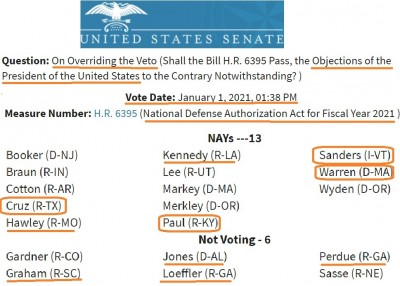 UNITED STATES SENATE
Question: On Overriding the Veto (Shall the Bill H.R. 6395 Pass, the Objections of the
President of the United States to the Contrary Notwithstanding? )
Vote Date: January 1, 2021, 01:38 PM
Measure Number: H.R. 6395 (National Defense Authorization Act for Fiscal Year 2021 )
NAYs ---13
Booker (D-NJ) Kennedy (R-LA) Sanders (I-VT)
Braun (R-IN) Lee (R-UT) Warren (D-MA)
Cotton (R-AR) Markey (D-MA) Wyden (D-OR)
Cruz (R-TX) Merkley (D-OR)
Hawley (R-MO) Paul (R-KY)
Not Voting - 6
Gardner (R-CO) Jones (D-AL) Perdue (R-GA)
Graham (R-SC) Loeffler (R-GA) Sasse (R-NE)